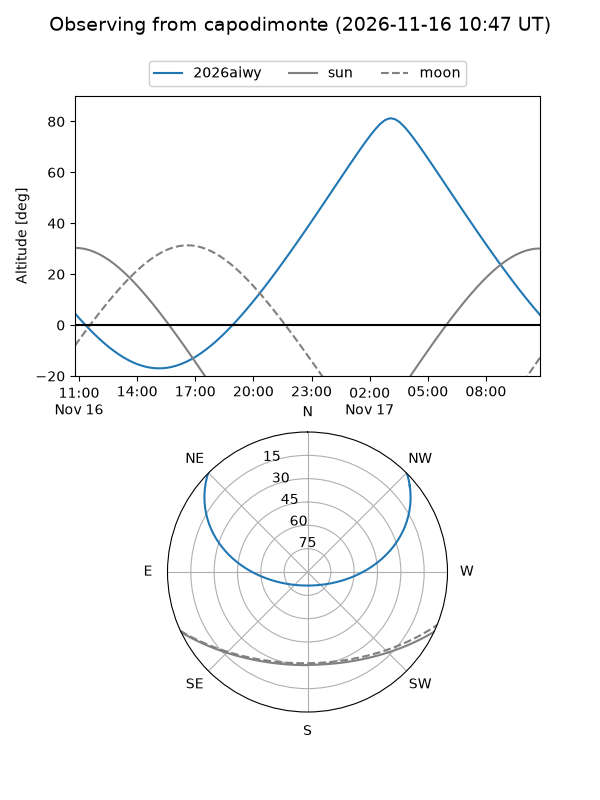 Observing from capodimonte (2026-11-16 10:47 UT)
2026aiwy sun moon
Altitude [deg]
80
60
40
20
0
−20
11:00 14:00 17:00 20:00 23:00 02:00 05:00 08:00
Nov 16 Nov 17
N
NE NW
15
30
45
60
75
E W
SE SW
S